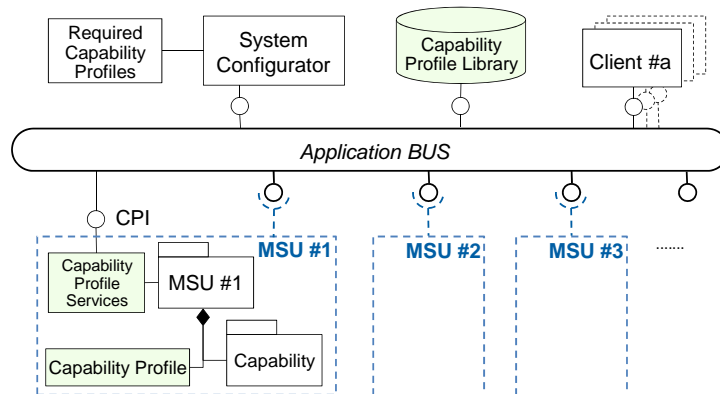 Required
Capability
Profiles
System
Configurator
Capability
Profile Library
Client #a
Application BUS
CPI
MSU #1
MSU #2
MSU #3
........
Capability
Profile
Services
MSU #1
Capability Profile
Capability